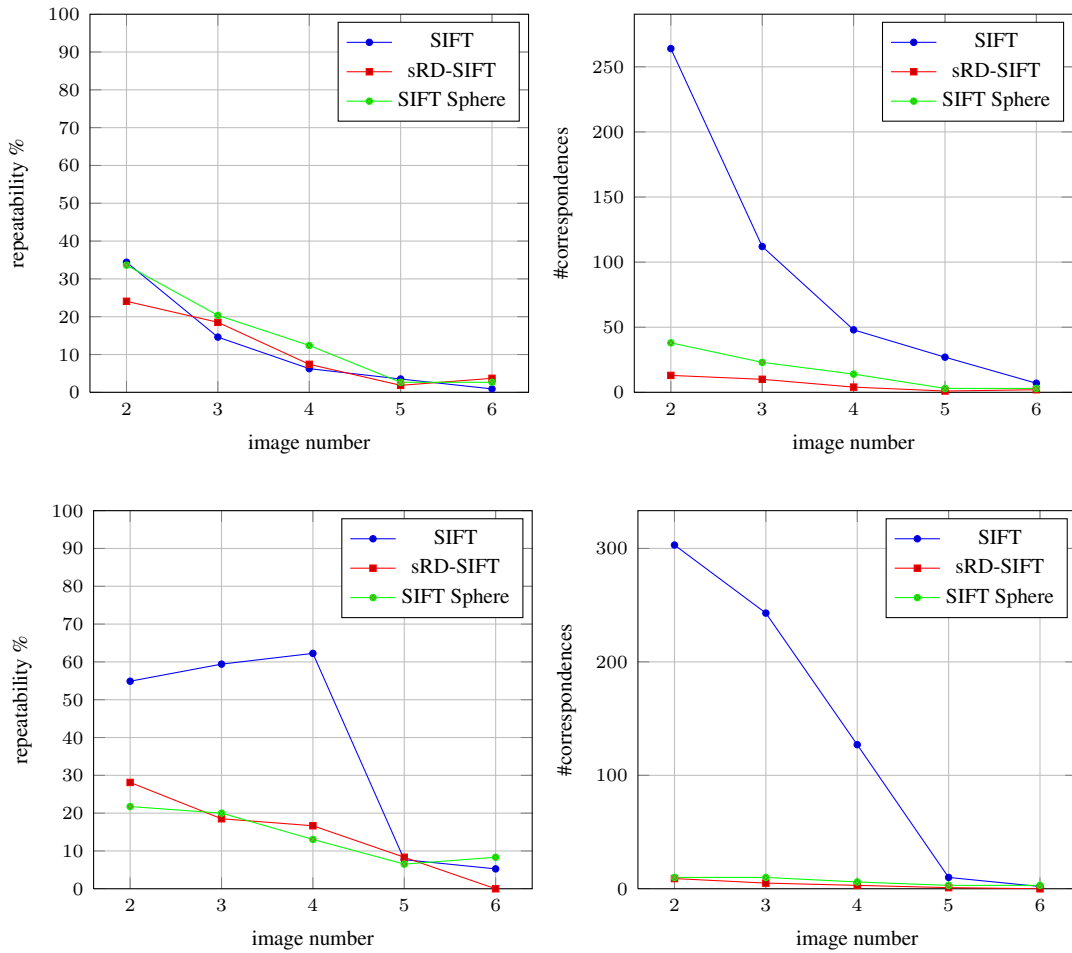 100
90
80
70
60
50
40
30
20
10
0
repeatability %
2 3 4 5 6
image number
SIFT
sRD-SIFT
SIFT Sphere
250
200
150
100
50
0
#correspondences
2 3 4 5 6
image number
SIFT
sRD-SIFT
SIFT Sphere
100
90
80
70
60
50
40
30
20
10
0
repeatability %
2 3 4 5 6
image number
SIFT
sRD-SIFT
SIFT Sphere
300
200
100
0
#correspondences
2 3 4 5 6
image number
SIFT
sRD-SIFT
SIFT Sphere